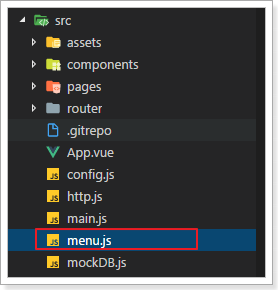 src
assets
components
pages
router
.gitrepo
App.vue
JS config.js
JS http.js
JS main.js
JS menu.js
JS mockDB.js